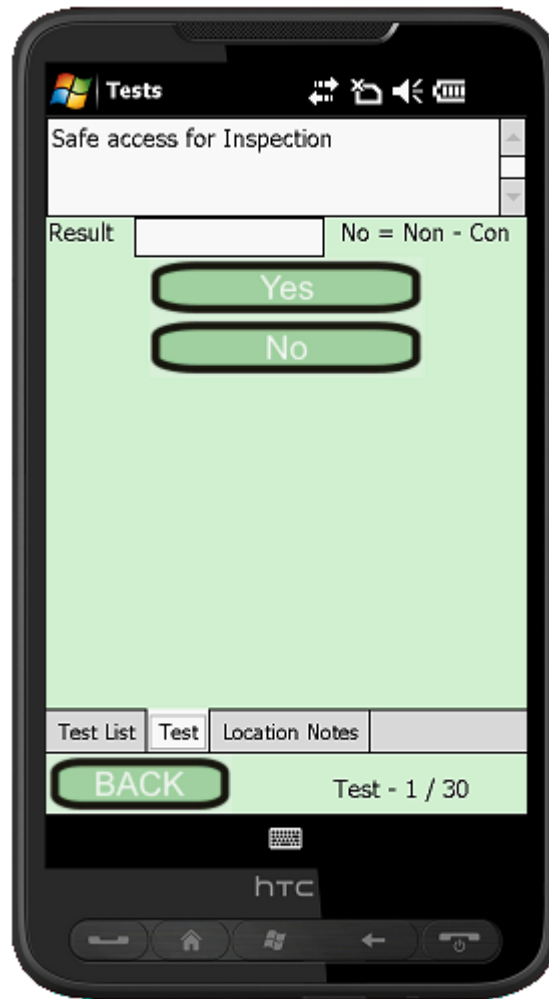 Tests
Safe access for Inspection
Result No = Non - Con
Yes
No
Test List Test Location Notes
BACK Test - 1 / 30
hTC